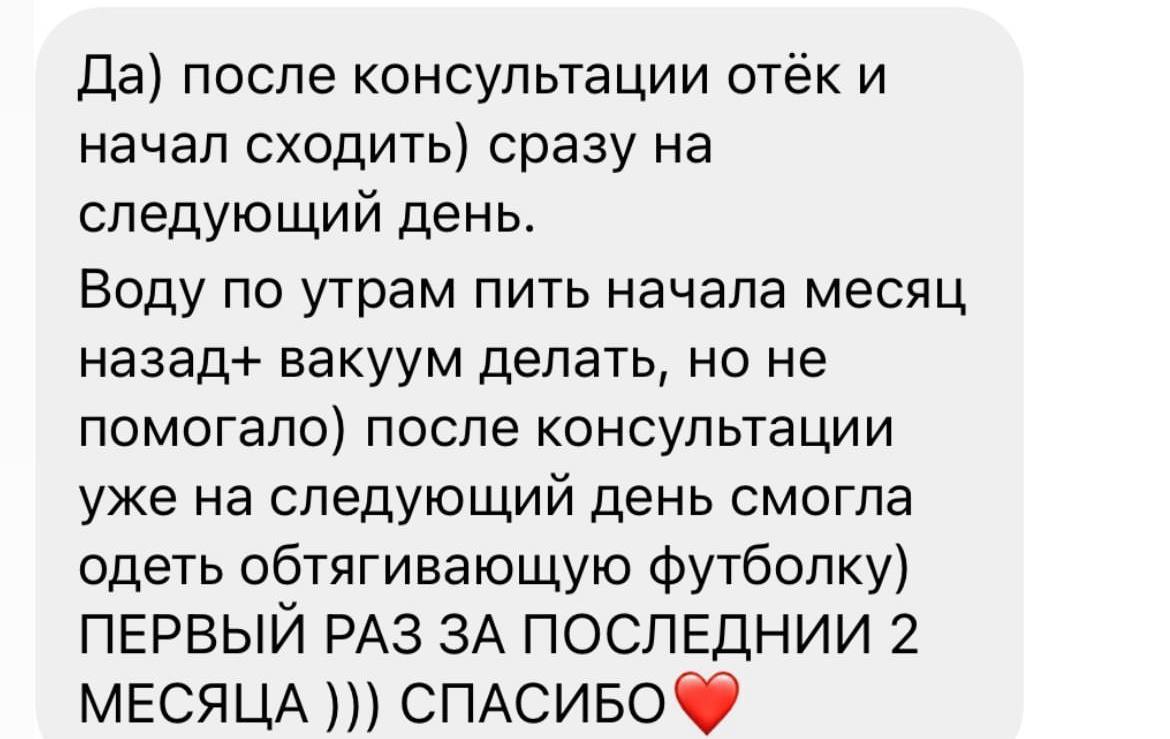 Да) после консультации отёк и
начал сходить) сразу на
следующий день.
Воду по утрам пить начала месяц
назад+ вакуум делать, но не
помогало) после консультации
уже на следующий день смогла
одеть обтягивающую футболку)
ПЕРВЫЙ РАЗ ЗА ПОСЛЕДНИИ 2
МЕСЯЦА ))) СПАСИБО❤️